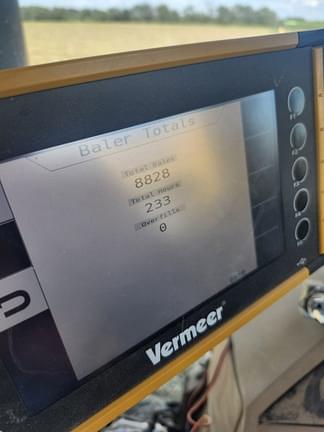 Baler Totals
Total Bales
8828
Total Hours
233
Overfills
0
Vermeer